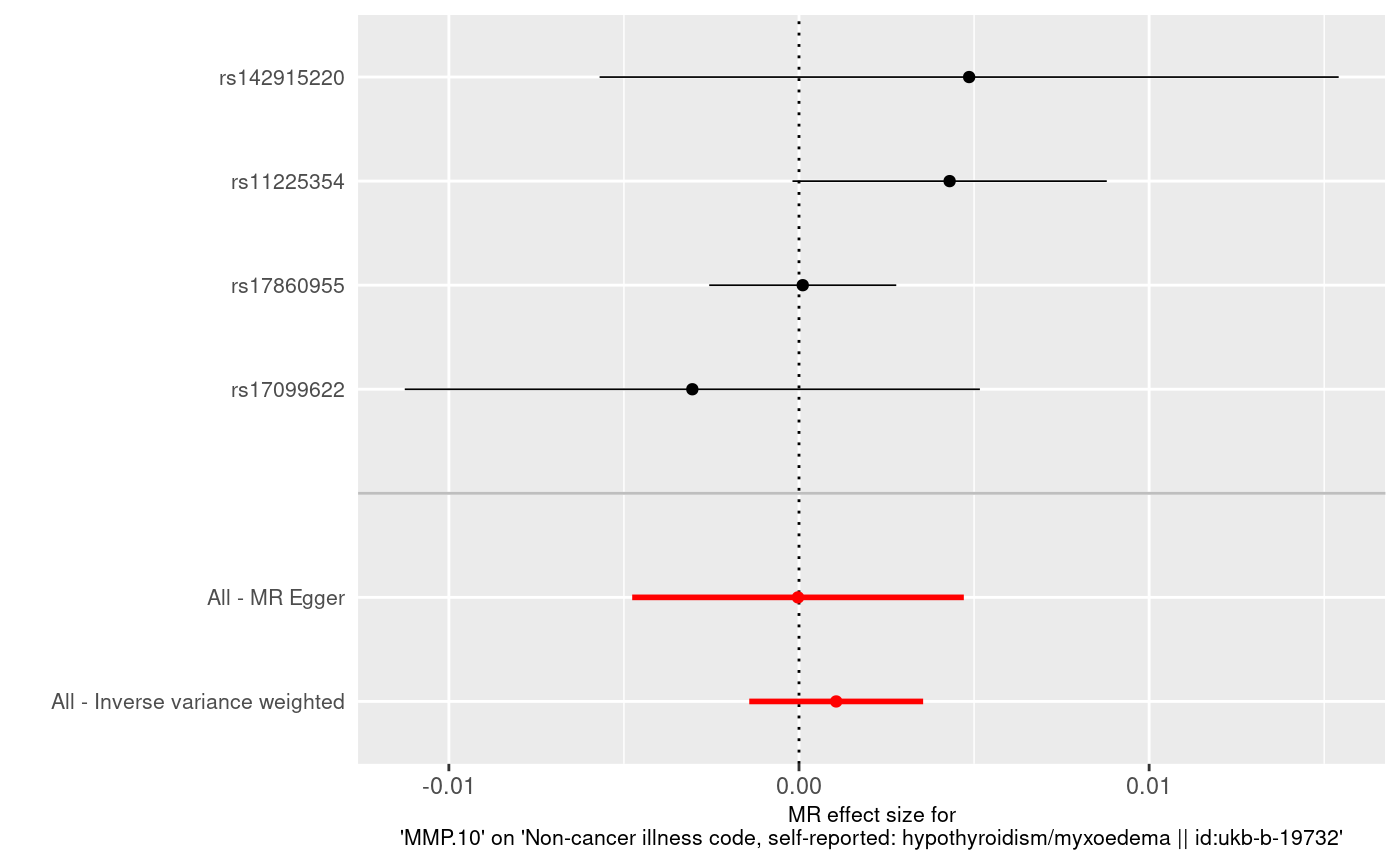 rs142915220
rs11225354
rs17860955
rs17099622
All - MR Egger
All - Inverse variance weighted
-0.01 0.00 0.01
MR effect size for
'MMP.10' on 'Non-cancer illness code, self-reported: hypothyroidism/myxoedema || id:ukb-b-19732'